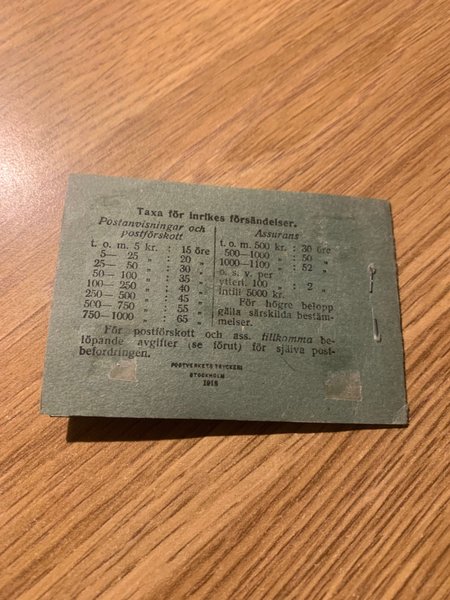 Taxa för inrikes försändelser.
Postanvisningar och
postförskott
t. o. m. 5 kr. : 15 öre
5— 25 „ : 20 „
25— 50 „ : 30 „
50— 100 „ : 35 „
100— 250 „ : 40 „
250— 500 „ : 45 „
500— 750 „ : 55 „
750—1000 „ : 65 „
Assurans
t. o. m. 500 kr. : 30 öre
500—1000 „ : 50 „
1000—1100 „ : 52 „
o. s. v. per
ytterl. 100 „ : 2 „
intill 5000 kr.
För högre belopp
gälla särskilda bestäm-
melser.
För postförskott och ass. tillkomma be-
löpande avgifter (se förut) för själva post-
befordringen.
POSTVERKETS TRYCKERI
STOCKHOLM
1918